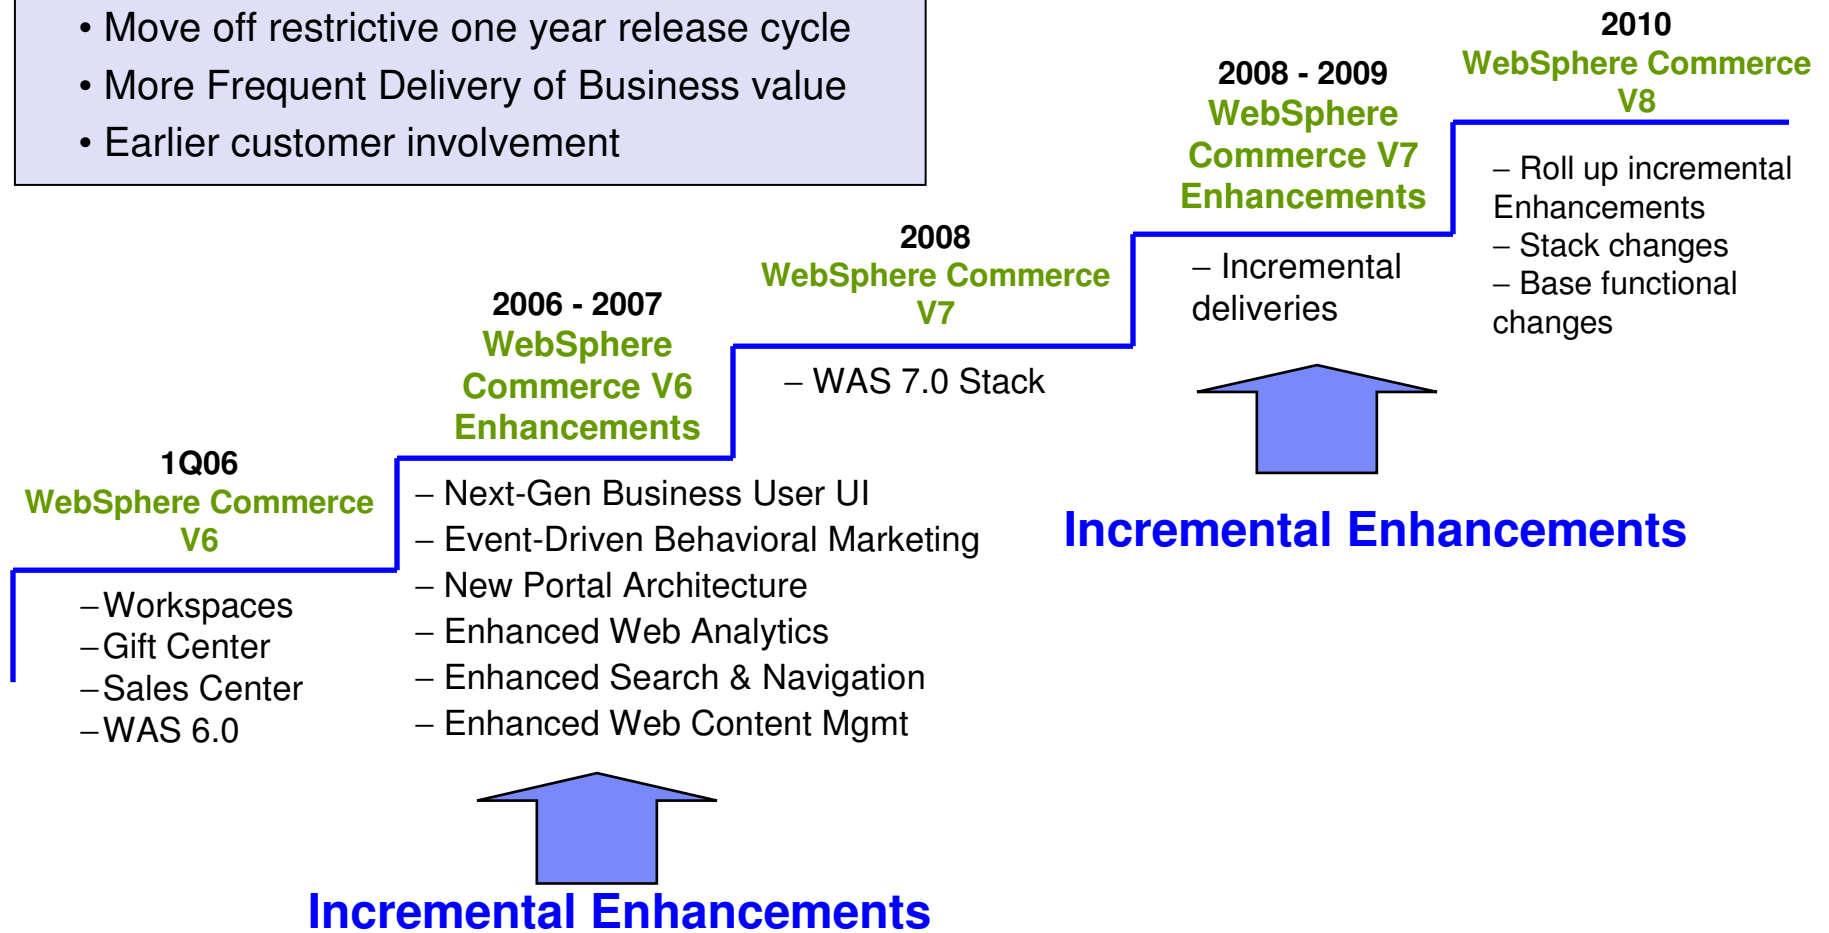 • Move off restrictive one year release cycle
• More Frequent Delivery of Business value
• Earlier customer involvement
1Q06
WebSphere Commerce
V6
–Workspaces
–Gift Center
–Sales Center
–WAS 6.0
2006 - 2007
WebSphere
Commerce V6
Enhancements
– Next-Gen Business User UI
– Event-Driven Behavioral Marketing
– New Portal Architecture
– Enhanced Web Analytics
– Enhanced Search & Navigation
– Enhanced Web Content Mgmt
Incremental Enhancements
2008
WebSphere Commerce
V7
– WAS 7.0 Stack
2008 - 2009
WebSphere
Commerce V7
Enhancements
– Incremental
deliveries
Incremental Enhancements
2010
WebSphere Commerce
V8
– Roll up incremental
Enhancements
– Stack changes
– Base functional
changes